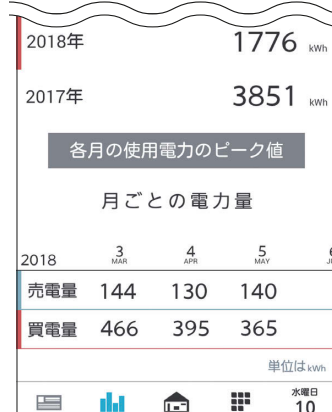 2018年 1776 kWh
2017年 3851 kWh
各月の使用電力のピーク値
月ごとの電力量
2018 3 MAR 4 APR 5 MAY
売電量 144 130 140
買電量 466 395 365
単位はkWh
水曜日
10